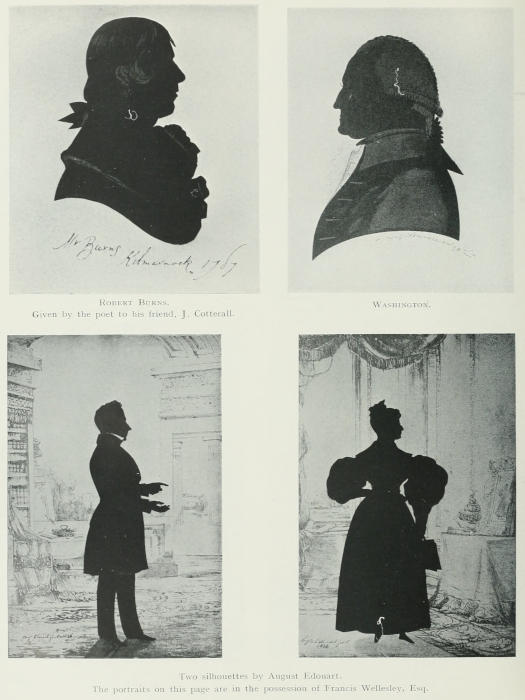 Mr Burns
Kilmarnock 1787
ROBERT BURNS.
Given by the poet to his friend, J. Cotterall.
WASHINGTON.
Two silhouettes by August Edouart.
The portraits on this page are in the possession of Francis Wellesley, Esq.